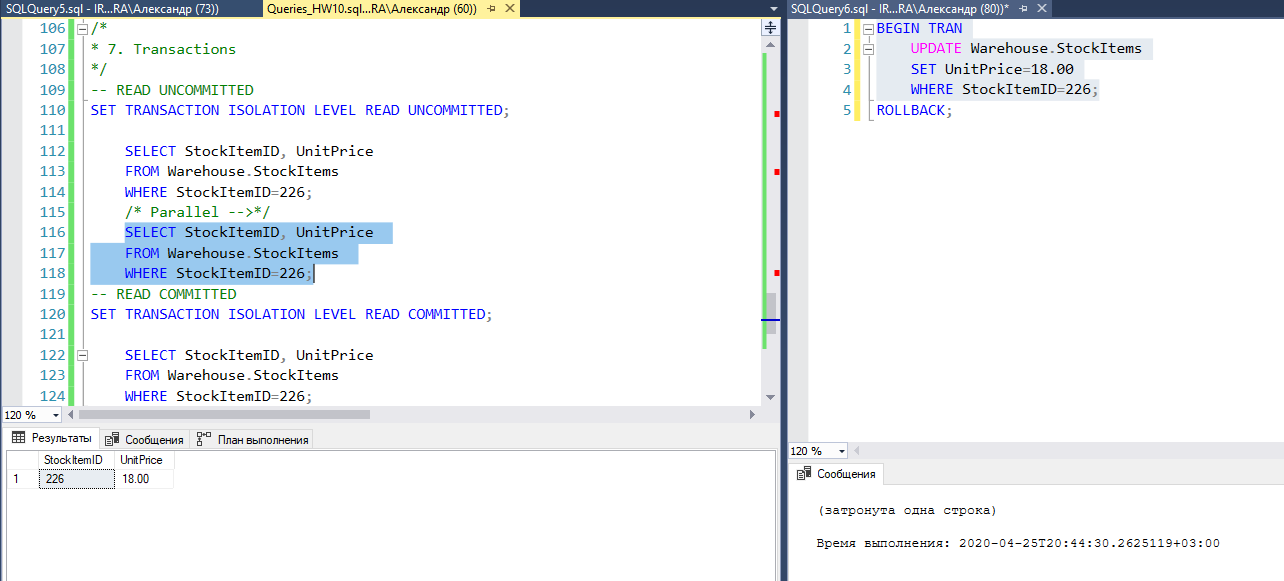 SQLQuery5.sql - IR...RA\Александр (73))
Queries_HW10.sql...RA\Александр (60))
106 /*
107 * 7. Transactions
108 */
109 -- READ UNCOMMITTED
110 SET TRANSACTION ISOLATION LEVEL READ UNCOMMITTED;
111
112 SELECT StockItemID, UnitPrice
113 FROM Warehouse.StockItems
114 WHERE StockItemID=226;
115 /* Parallel -->*/
116 SELECT StockItemID, UnitPrice
117 FROM Warehouse.StockItems
118 WHERE StockItemID=226;
119 -- READ COMMITTED
120 SET TRANSACTION ISOLATION LEVEL READ COMMITTED;
121
122 SELECT StockItemID, UnitPrice
123 FROM Warehouse.StockItems
124 WHERE StockItemID=226;
120 %
Результаты Сообщения План выполнения
StockItemID UnitPrice
1 226 18.00
SQLQuery6.sql - IR...RA\Александр (80))*
1 BEGIN TRAN
2 UPDATE Warehouse.StockItems
3 SET UnitPrice=18.00
4 WHERE StockItemID=226;
5 ROLLBACK;
120 %
Сообщения
(затронута одна строка)
Время выполнения: 2020-04-25T20:44:30.2625119+03:00